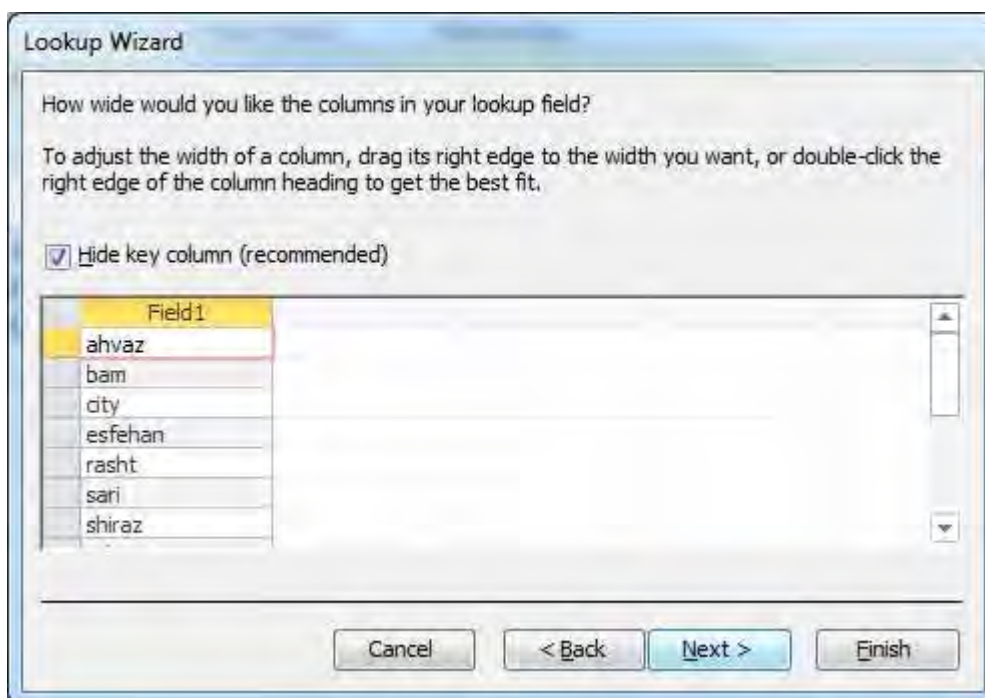 Lookup Wizard
How wide would you like the columns in your lookup field?
To adjust the width of a column, drag its right edge to the width you want, or double-click the
right edge of the column heading to get the best fit.
Hide key column (recommended)
Field1
ahvaz
bam
city
esfehan
rasht
sari
shiraz
Cancel
< Back
Next >
Finish